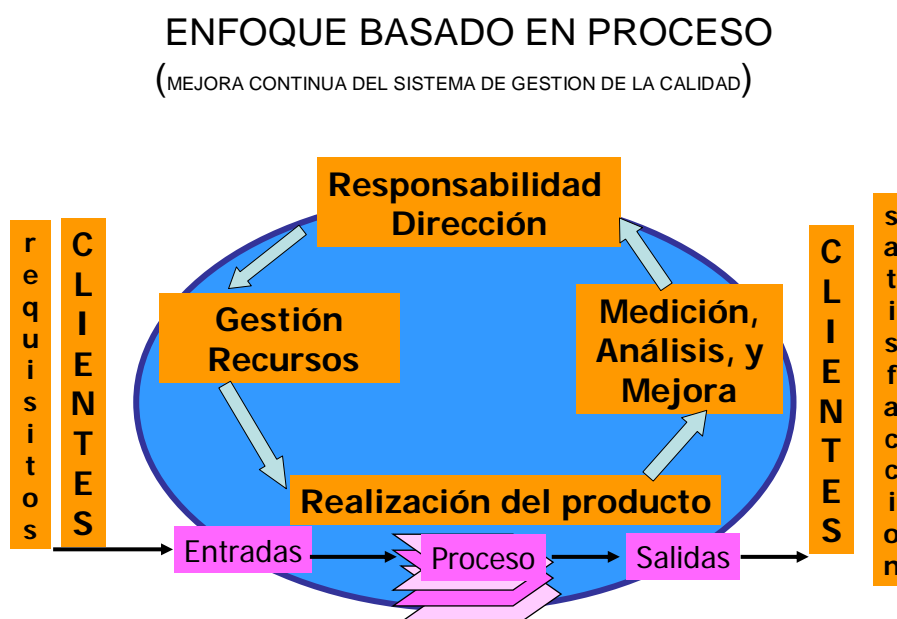 ENFOQUE BASADO EN PROCESO
(MEJORA CONTINUA DEL SISTEMA DE GESTION DE LA CALIDAD)
Responsabilidad
Dirección
requisitos
CLIENTES
Gestión
Recursos
Medición,
Análisis, y
Mejora
CLIENTES
satisfaccion
Realización del producto
Entradas
Proceso
Salidas